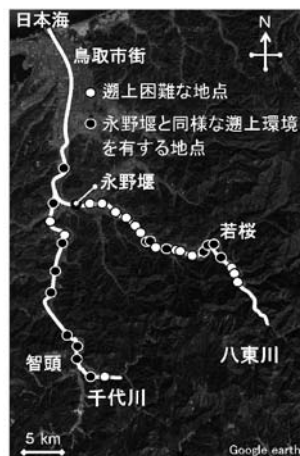 日本海
N
鳥取市街
遡上困難な地点
永野堰と同様な遡上環境
を有する地点
永野堰
若桜
八東川
智頭
千代川
5 km
Google earth